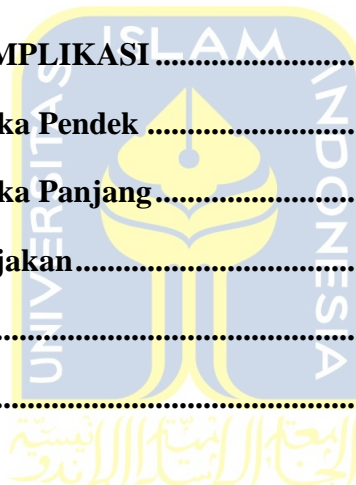 ISLAM
UNIVERSITAS
INDONESIA
MPLIKASI ....................
ka Pendek ....................
ka Panjang ....................
jakan ....................
....................
....................